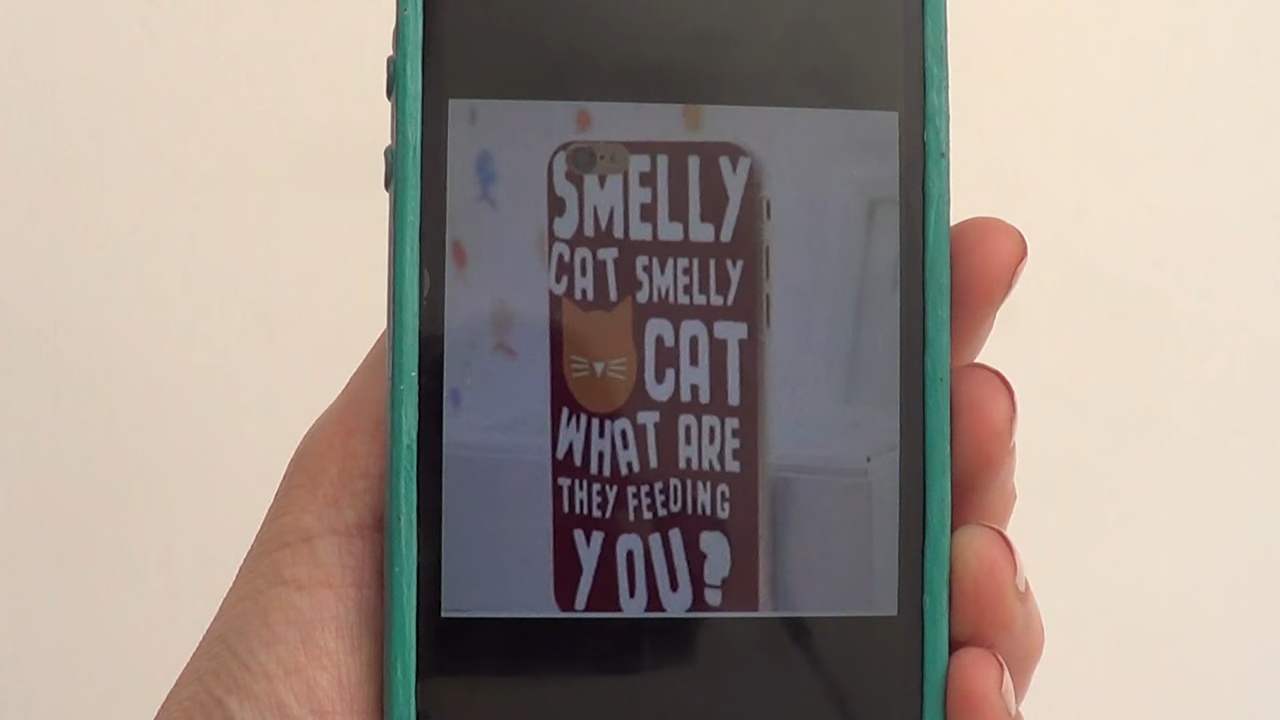 SMELLY
CAT SMELLY
CAT
WHAT ARE
THEY FEEDING
YOU?